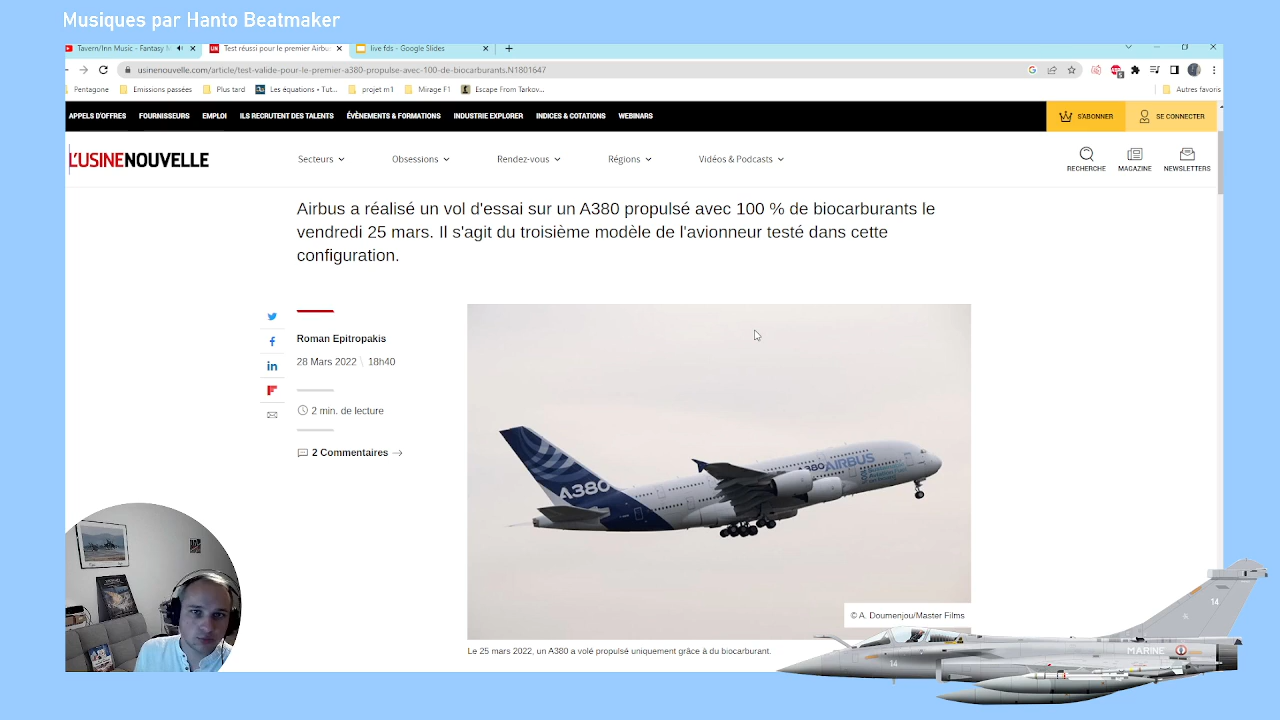 Musiques par Hanto Beatmaker
Tavern/Inn Music - Fantasy
Test réussi pour le premier Airbu
live fds - Google Slides
usinenouvelle.com/article/test-valide-pour-le-premier-a380-propulse-avec-100-de-biocarburants.N1801647
Pentagone
Emissions passées
Plus tard
Les équations • Tut...
projet m1
Mirage F1
Escape From Tarkov...
Autres favoris
APPELS D'OFFRES
FOURNISSEURS
EMPLOI
ILS RECRUTENT DES TALENTS
ÉVÈNEMENTS & FORMATIONS
INDUSTRIE EXPLORER
INDICES & COTATIONS
WEBINARS
S'ABONNER
SE CONNECTER
L'USINENOUVELLE
Secteurs
Obsessions
Rendez-vous
Régions
Vidéos & Podcasts
RECHERCHE
MAGAZINE
NEWSLETTERS
Airbus a réalisé un vol d'essai sur un A380 propulsé avec 100 % de biocarburants le
vendredi 25 mars. Il s'agit du troisième modèle de l'avionneur testé dans cette
configuration.
Roman Epitropakis
28 Mars 2022 \ 18h40
2 min. de lecture
2 Commentaires
A380
A380 AIRBUS
© A. Doumenjou/Master Films
Le 25 mars 2022, un A380 a volé propulsé uniquement grâce à du biocarburant.
14
MARINE
14